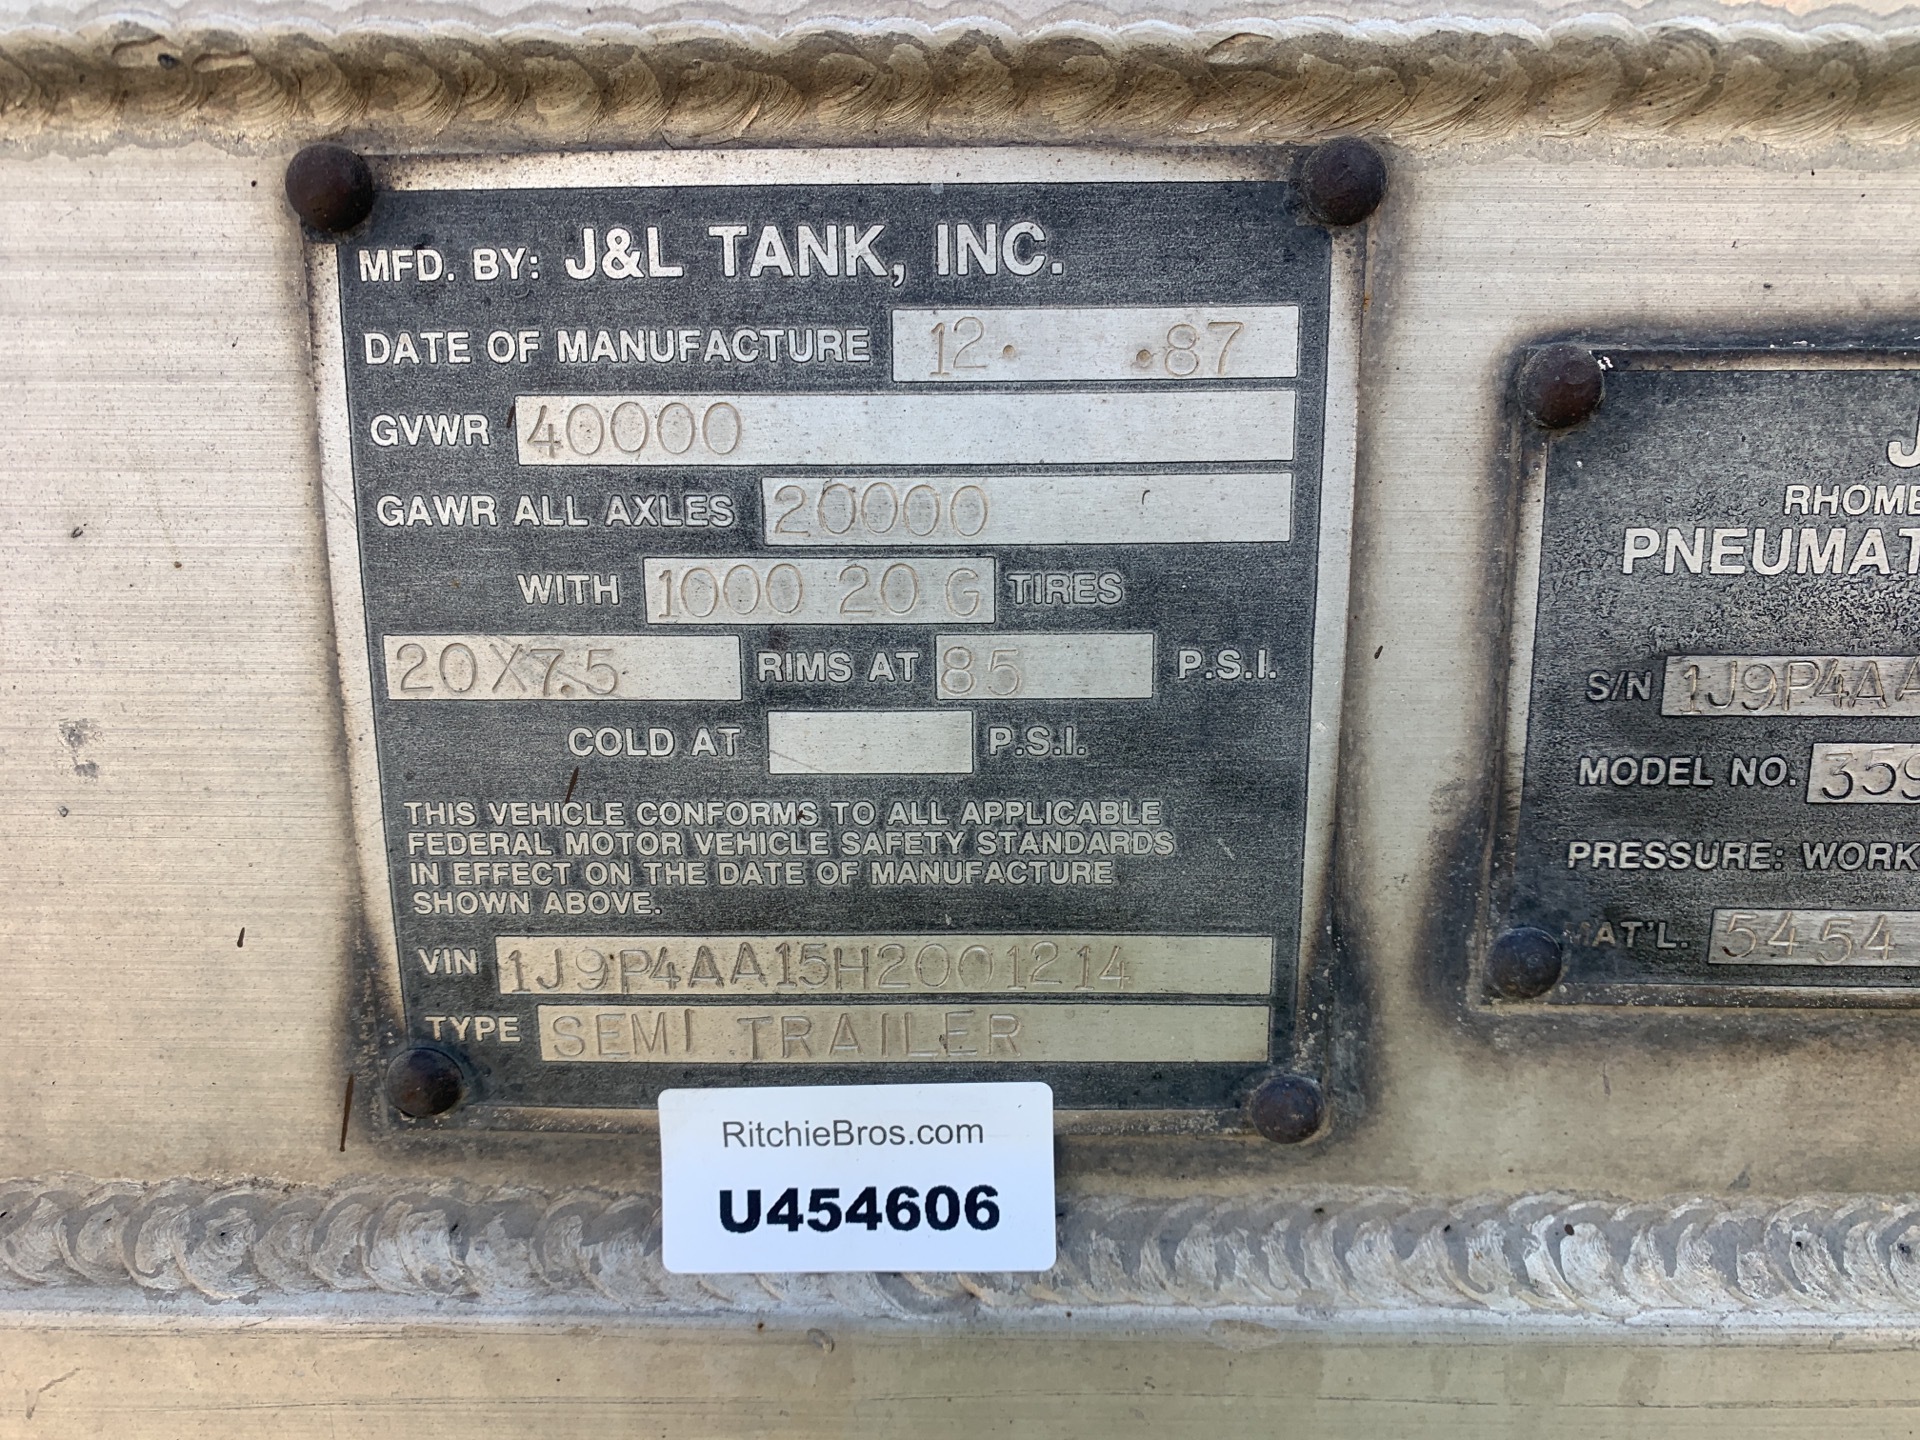 MFD. BY: J&L TANK, INC.
DATE OF MANUFACTURE 12. .87
GVWR 40000
GAWR ALL AXLES 20000
WITH 1000 20 G TIRES
20X7.5 RIMS AT 85 P.S.I.
COLD AT P.S.I.
THIS VEHICLE CONFORMS TO ALL APPLICABLE
FEDERAL MOTOR VEHICLE SAFETY STANDARDS
IN EFFECT ON THE DATE OF MANUFACTURE
SHOWN ABOVE.
VIN 1J9P4AA15H2001214
TYPE SEMI TRAILER
RitchieBros.com
U454606
J
RHOMB
PNEUMAT
S/N 1J9P4AA
MODEL NO. 359
PRESSURE: WORK
MAT'L. 5454